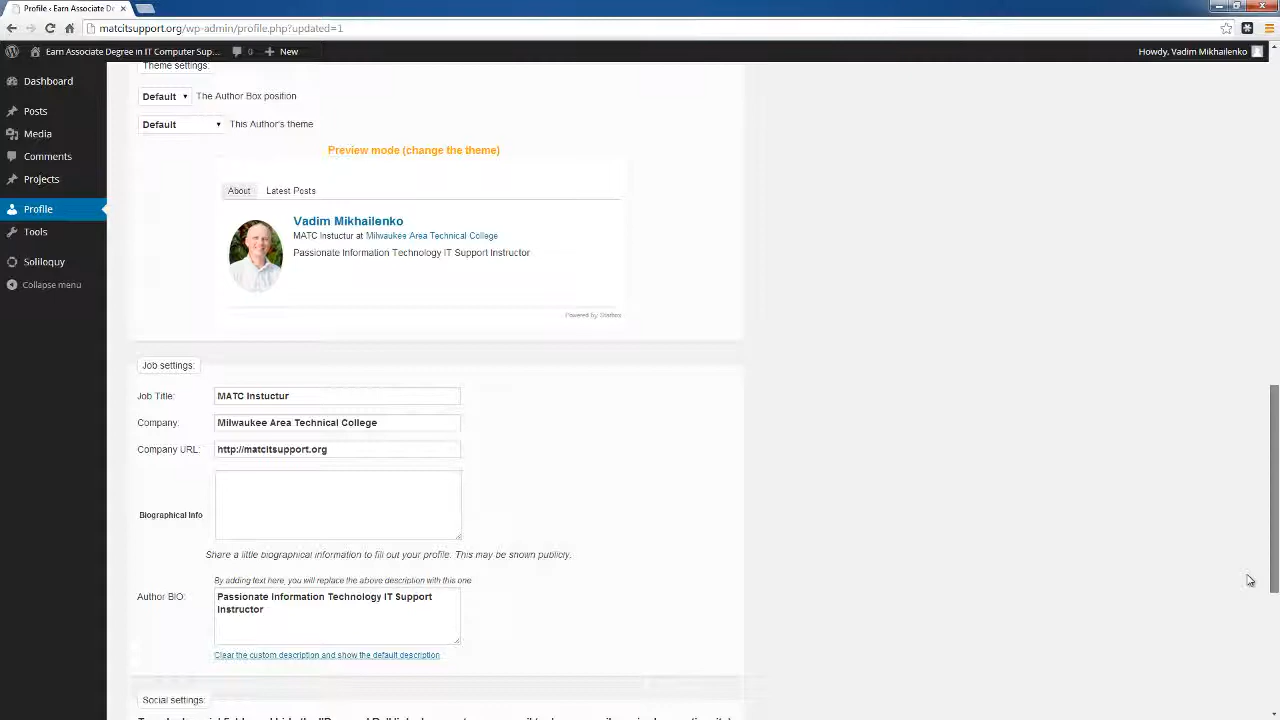 Profile ‹ Earn Associate De
matcitsupport.org/wp-admin/profile.php?updated=1
Earn Associate Degree in IT Computer Sup... 0 New Howdy, Vadim Mikhailenko
Theme settings:
Dashboard
Default The Author Box position
Posts
Default This Author's theme
Media
Preview mode (change the theme)
Comments
Projects
About Latest Posts
Profile
Vadim Mikhailenko
Tools
MATC Instuctur at Milwaukee Area Technical College
Passionate Information Technology IT Support Instructor
Soliloquy
Collapse menu
Powered by Starbox
Job settings:
Job Title: MATC Instuctur
Company: Milwaukee Area Technical College
Company URL: http://matcitsupport.org
Biographical Info
Share a little biographical information to fill out your profile. This may be shown publicly.
By adding text here, you will replace the above description with this one
Author BIO: Passionate Information Technology IT Support
Instructor
Clear the custom description and show the default description
Social settings: